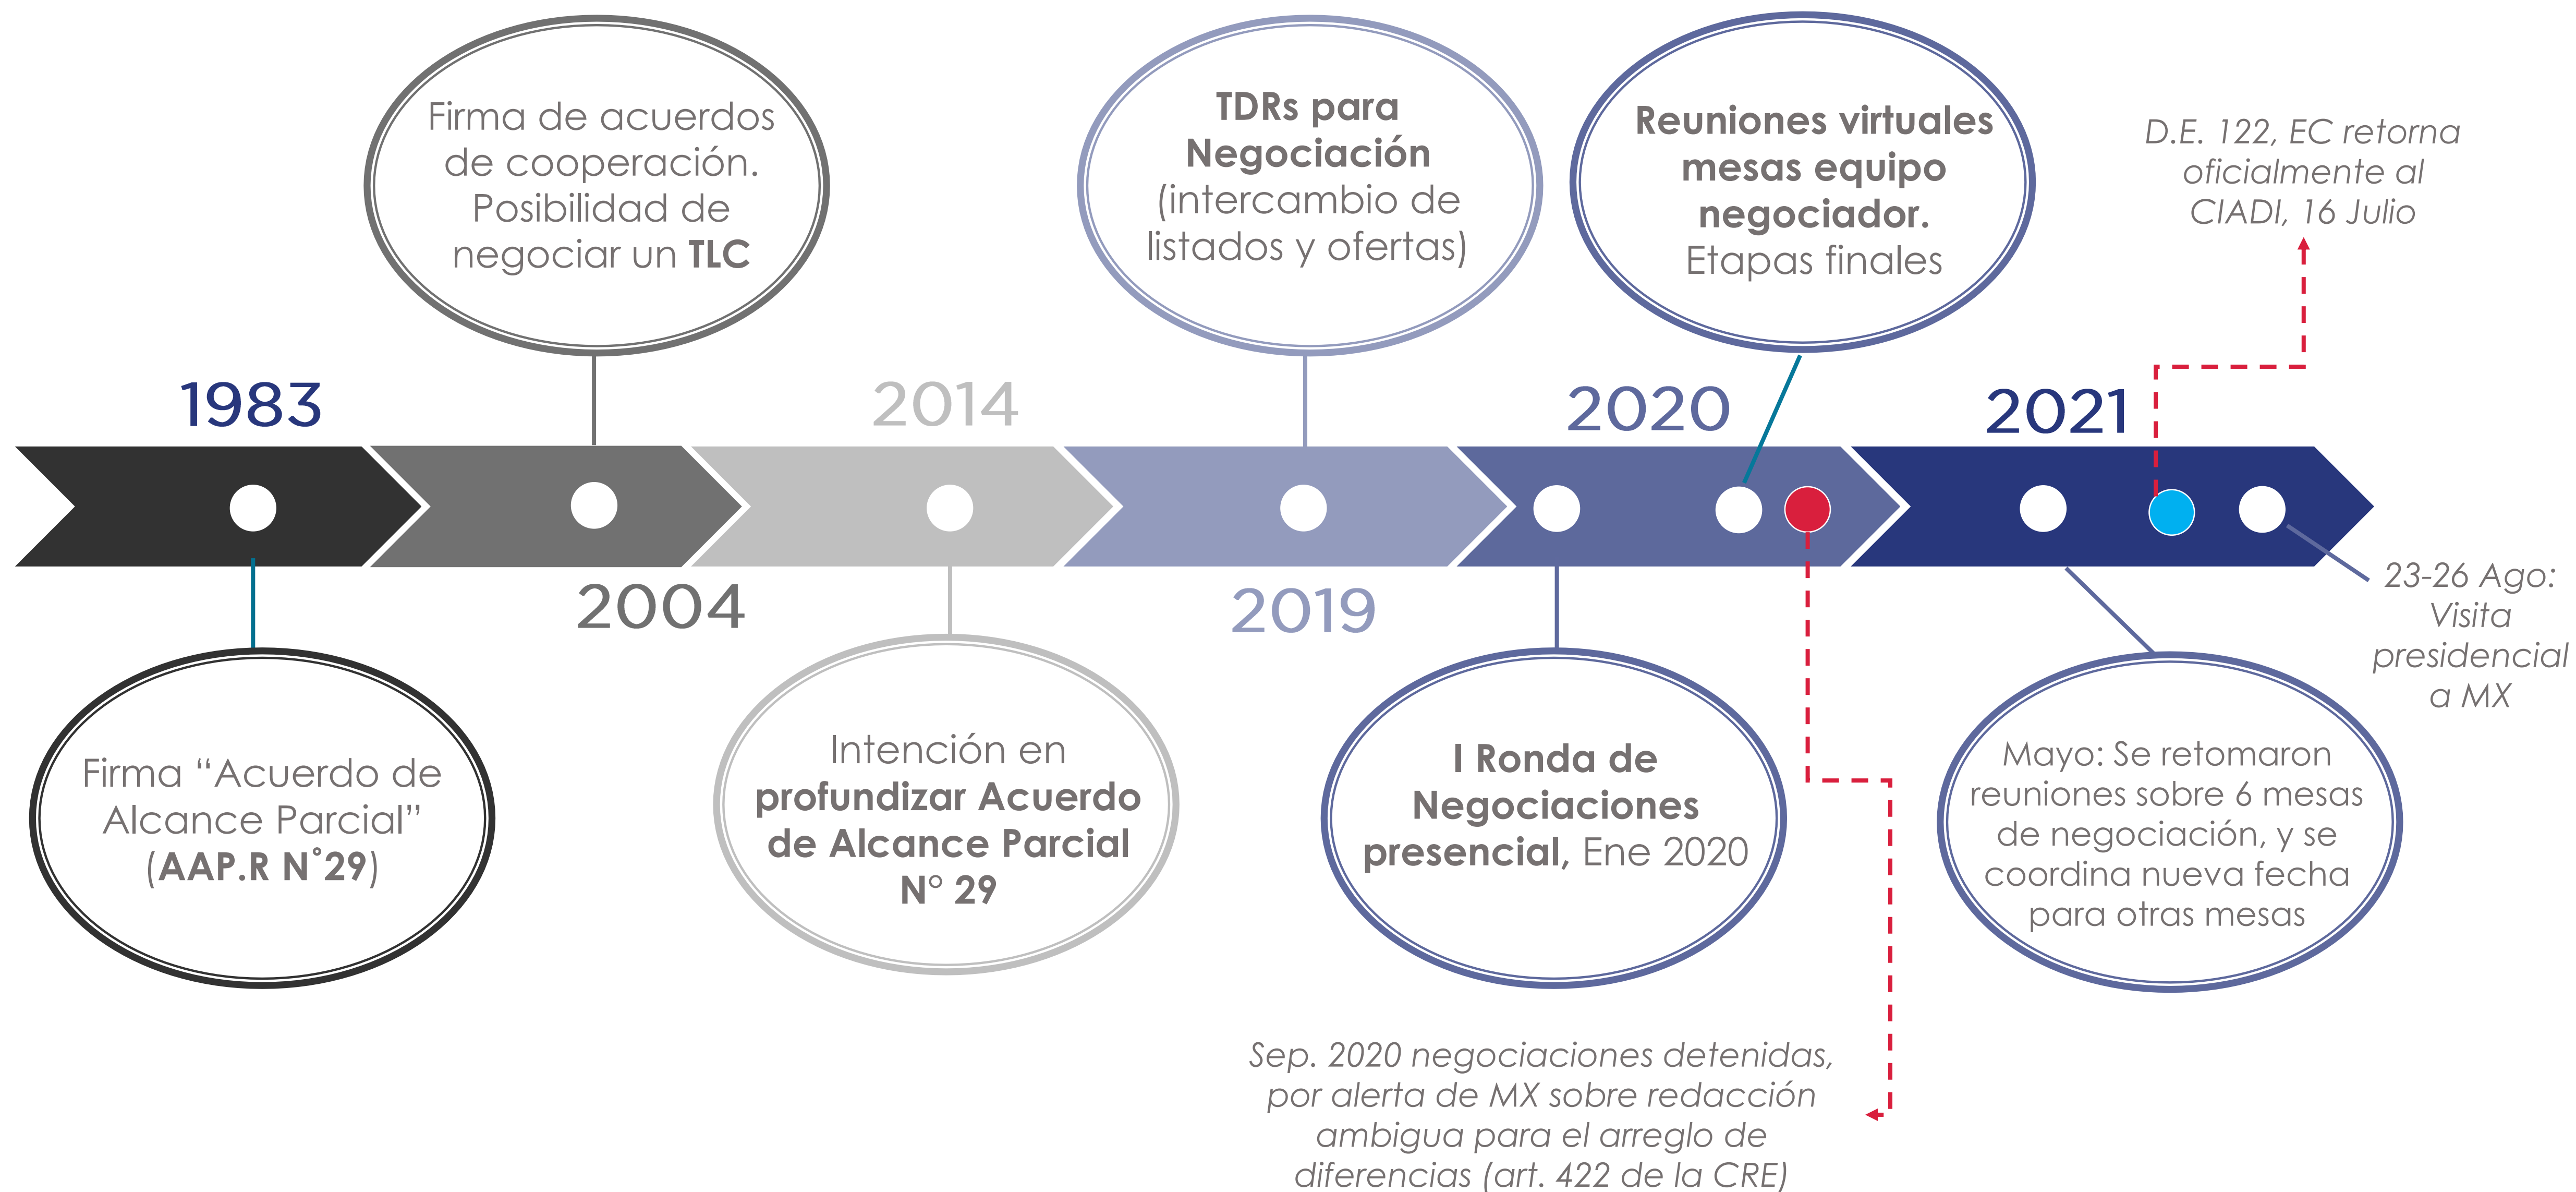 1983
Firma “Acuerdo de
Alcance Parcial”
(AAP.R N°29)
Firma de acuerdos
de cooperación.
Posibilidad de
negociar un TLC
2004
2014
Intención en
profundizar Acuerdo
de Alcance Parcial
N° 29
TDRs para
Negociación
(intercambio de
listados y ofertas)
2019
2020
I Ronda de
Negociaciones
presencial, Ene 2020
Reuniones virtuales
mesas equipo
negociador.
Etapas finales
Sep. 2020 negociaciones detenidas,
por alerta de MX sobre redacción
ambigua para el arreglo de
diferencias (art. 422 de la CRE)
2021
Mayo: Se retomaron
reuniones sobre 6 mesas
de negociación, y se
coordina nueva fecha
para otras mesas
D.E. 122, EC retorna
oficialmente al
CIADI, 16 Julio
23-26 Ago:
Visita
presidencial
a MX